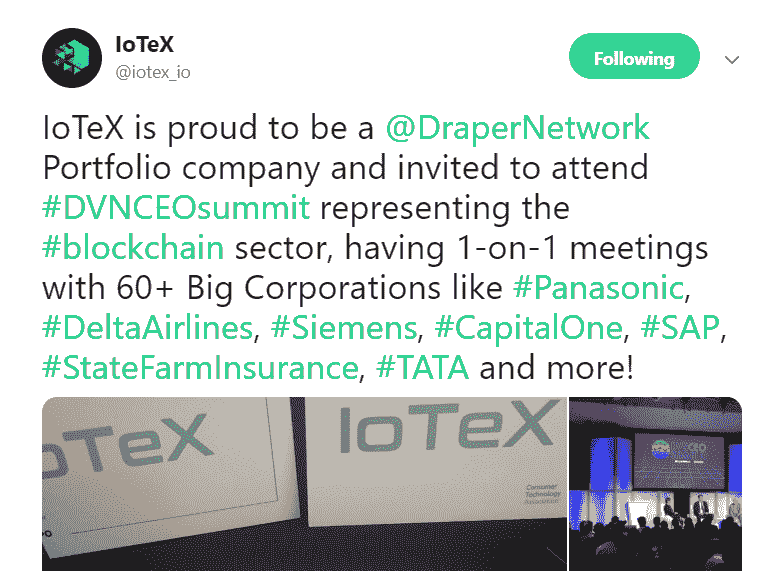 IoTeX
@iotex_io
Following
IoTeX is proud to be a @DraperNetwork
Portfolio company and invited to attend
#DVNCEOsummit representing the
#blockchain sector, having 1-on-1 meetings
with 60+ Big Corporations like #Panasonic,
#DeltaAirlines, #Siemens, #CapitalOne, #SAP,
#StateFarmInsurance, #TATA and more!
oTeX
IoTeX
Consumer
Technology
Association